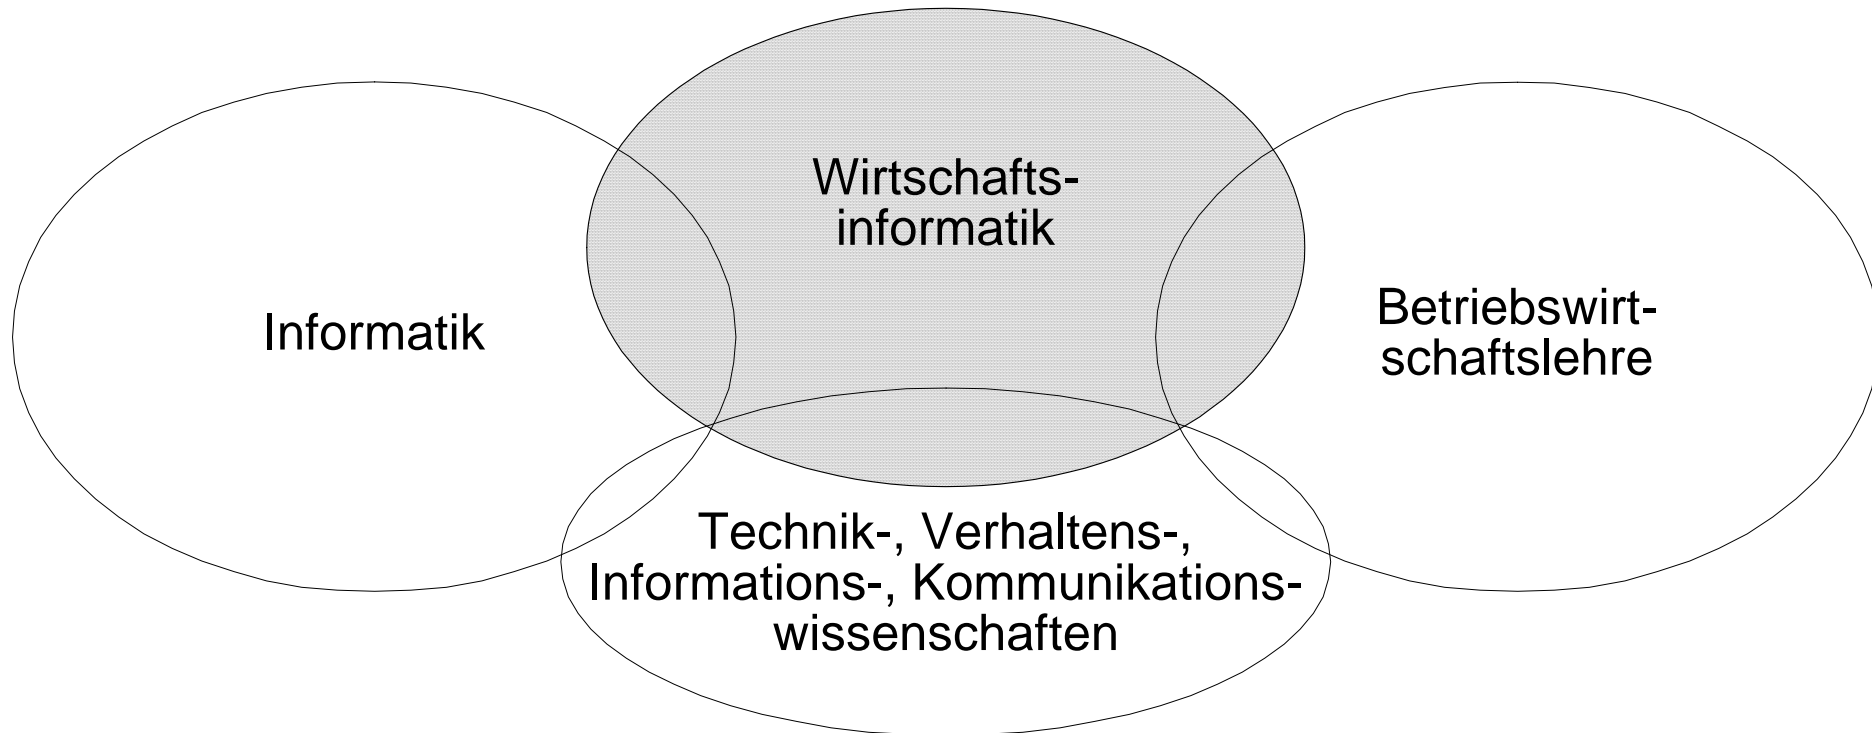 Wirtschafts-
informatik
Informatik
Betriebswirt-
schaftslehre
Technik-, Verhaltens-,
Informations-, Kommunikations-
wissenschaften